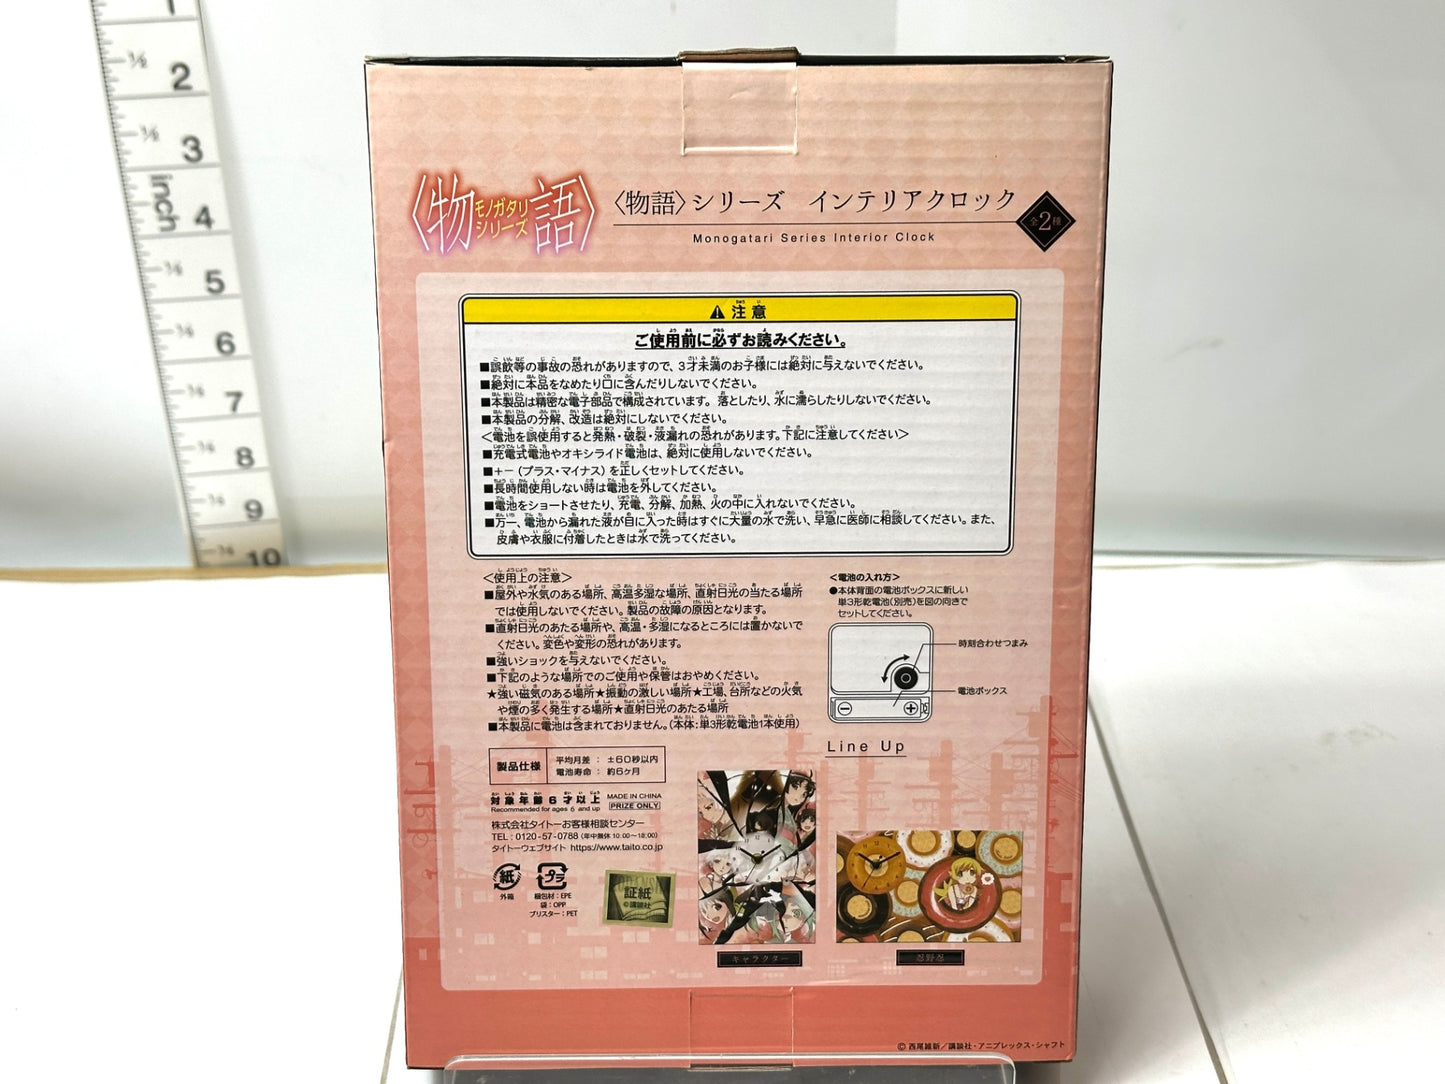 1
2
3
inch
4
5
6
7
8
9
10
〈物語〉
モノガタリ
シリーズ
〈物語〉シリーズ インテリアクロック
Monogatari Series Interior Clock
全2種
注意
ご使用前に必ずお読みください。
■誤飲等の事故の恐れがありますので、3才未満のお子様には絶対に与えないでください。
■絶対に本品をなめたり口に含んだりしないでください。
■本製品は精密な電子部品で構成されています。落としたり、水に濡らしたりしないでください。
■本製品の分解、改造は絶対にしないでください。
<電池を誤使用すると発熱・破裂・液漏れの恐れがあります。下記に注意してください>
■充電式電池やオキシライド電池は、絶対に使用しないでください。
■+−(プラス・マイナス)を正しくセットしてください。
■長時間使用しない時は電池を外してください。
■電池をショートさせたり、充電、分解、加熱、火の中に入れないでください。
■万一、電池から漏れた液が目に入った時はすぐに大量の水で洗い、早急に医師に相談してください。また、
皮膚や衣服に付着したときは水で洗ってください。
<使用上の注意>
■屋外や水気のある場所、高温多湿な場所、直射日光の当たる場所
では使用しないでください。製品の故障の原因となります。
■直射日光のあたる場所や、高温・多湿になるところには置かないで
ください。変色や変形の恐れがあります。
■強いショックを与えないでください。
■下記のような場所でのご使用や保管はおやめください。
★強い磁気のある場所★振動の激しい場所★工場、台所などの火気
や煙の多く発生する場所★直射日光のあたる場所
■本製品に電池は含まれておりません。(本体:単3形乾電池1本使用)
<電池の入れ方>
●本体背面の電池ボックスに新しい
単3形乾電池(別売)を図の向きで
セットしてください。
時刻合わせつまみ
電池ボックス
製品仕様
平均月差 : ±60秒以内
電池寿命 : 約6ヶ月
対象年齢6才以上
Recommended for ages 6 and up
MADE IN CHINA
PRIZE ONLY
株式会社タイトーお客様相談センター
TEL:0120-57-0788(年中無休 10:00〜18:00)
タイトーウェブサイト https://www.taito.co.jp
紙
外箱
プラ
梱包材:EPE
袋:OPP
ブリスター:PET
証紙
©講談社
Line Up
キャラクター
忍野忍
© 西尾維新/講談社・アニプレックス・シャフト